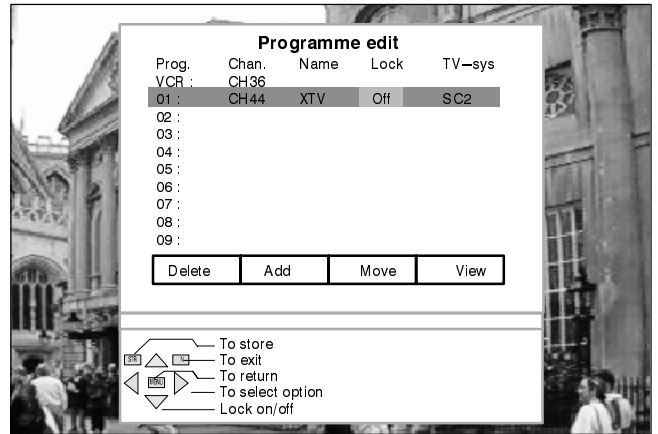 Programme edit
Prog. Chan. Name Lock TV–sys
VCR : CH36
01 : CH44 XTV Off SC2
02 :
03 :
04 :
05 :
06 :
07 :
08 :
09 :
Delete Add Move View
To store
STR N To exit
MENU To return
To select option
Lock on/off